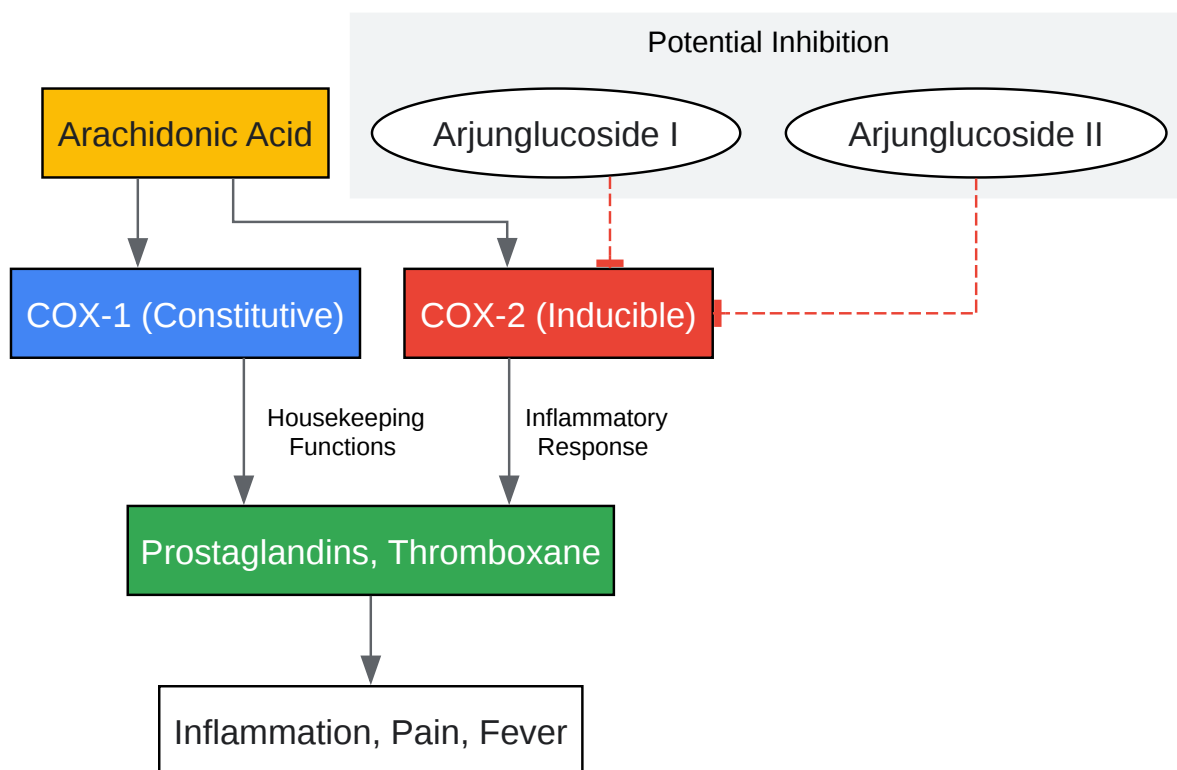 Potential Inhibition
Arachidonic Acid
Arjunglucoside I
Arjunglucoside II
COX-1 (Constitutive)
COX-2 (Inducible)
Housekeeping
Functions
Inflammatory
Response
Prostaglandins, Thromboxane
Inflammation, Pain, Fever